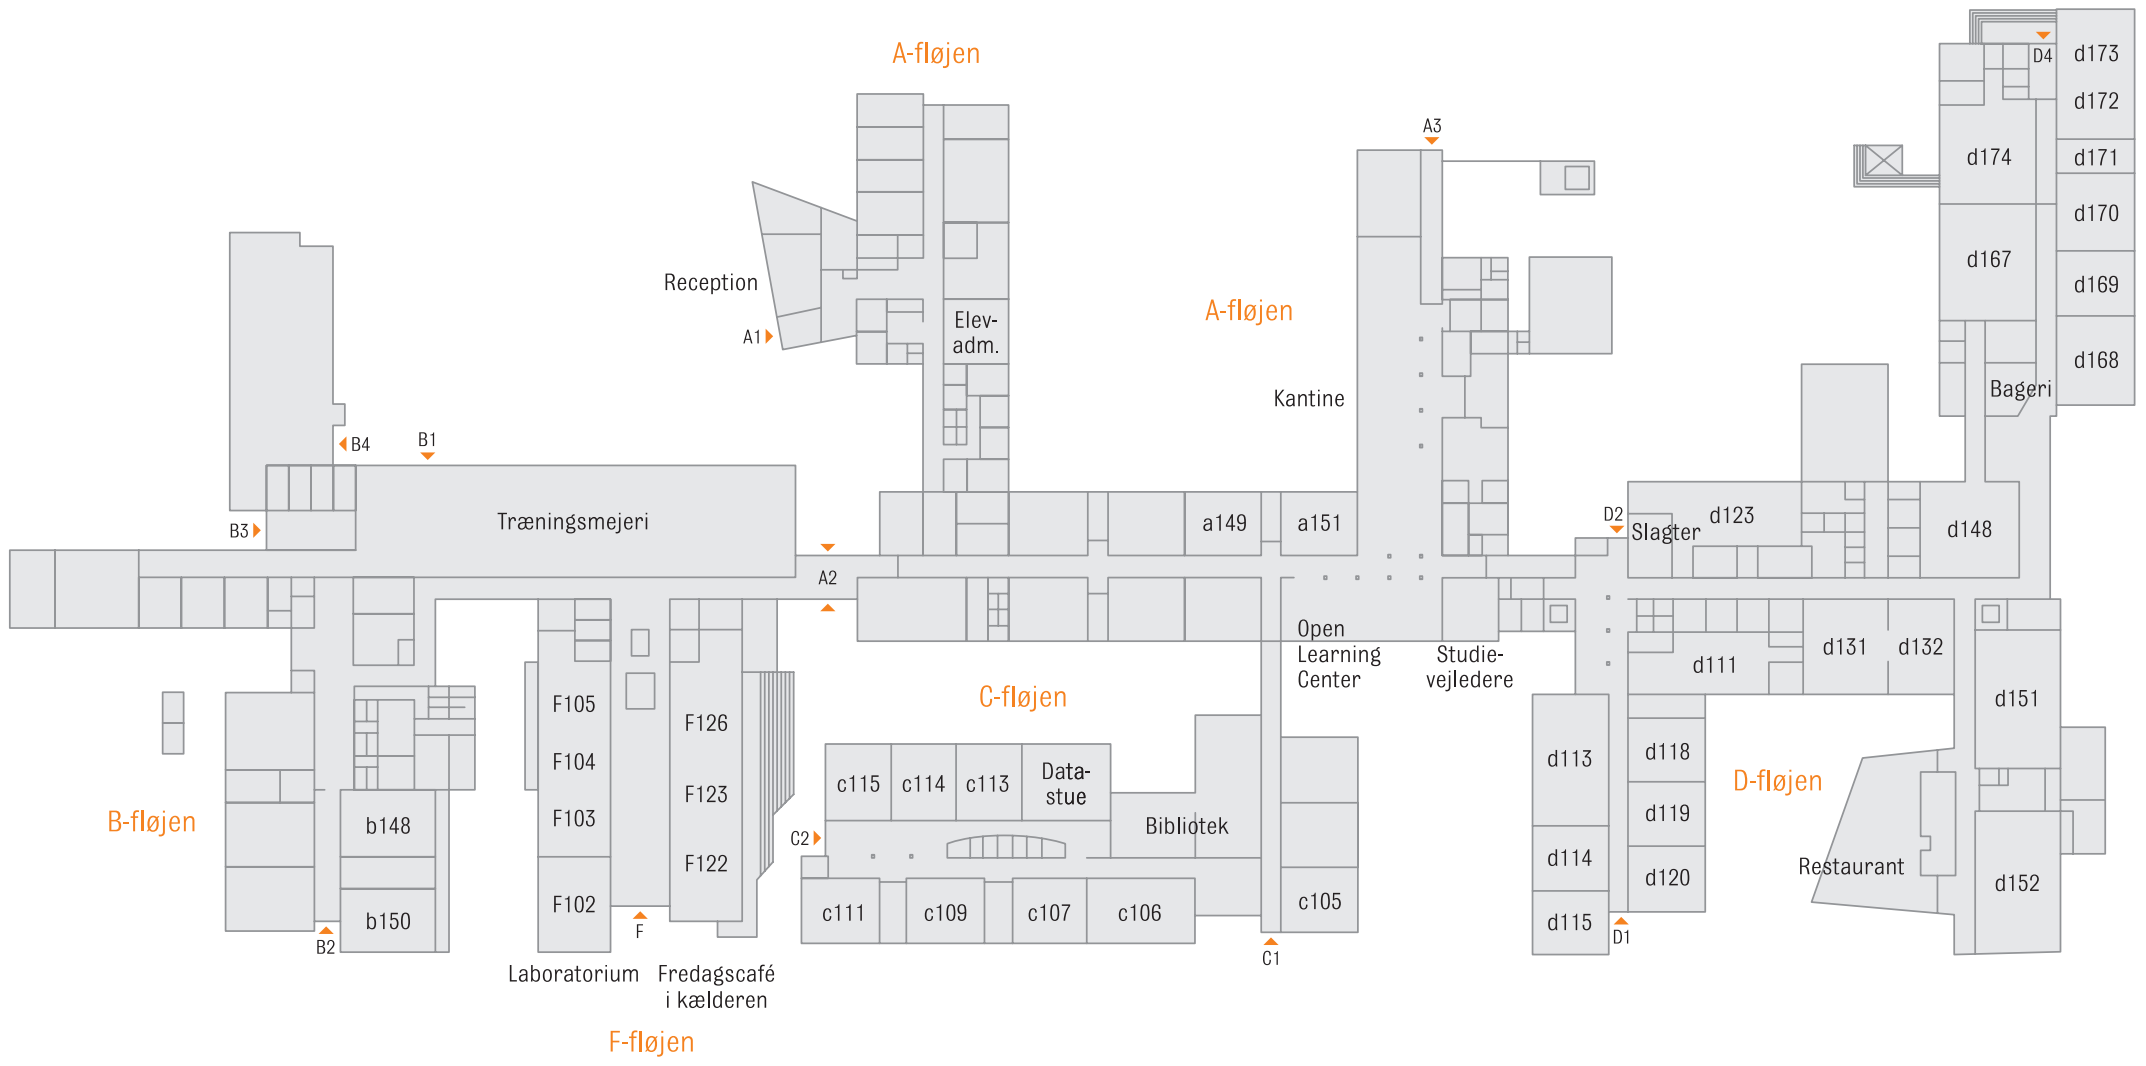 A-fløjen
D4
d173
d172
A3
d174
d171
d170
Reception
d167
d169
A-fløjen
Elev-
adm.
A1
d168
Kantine
Bageri
B1
B4
Træningsmejeri
B3
a149
a151
D2
d123
Slagter
d148
A2
Open
Learning
Center
Studie-
vejledere
d111
d131
d132
F105
F126
C-fløjen
d151
d113
d118
F104
c115
c114
c113
Data-
stue
D-fløjen
F123
B-fløjen
b148
F103
C2
Bibliotek
d119
d114
F122
Restaurant
d120
d152
F102
c111
c109
c107
c106
c105
b150
d115
B2
F
C1
D1
Laboratorium
Fredagscafé
i kælderen
F-fløjen